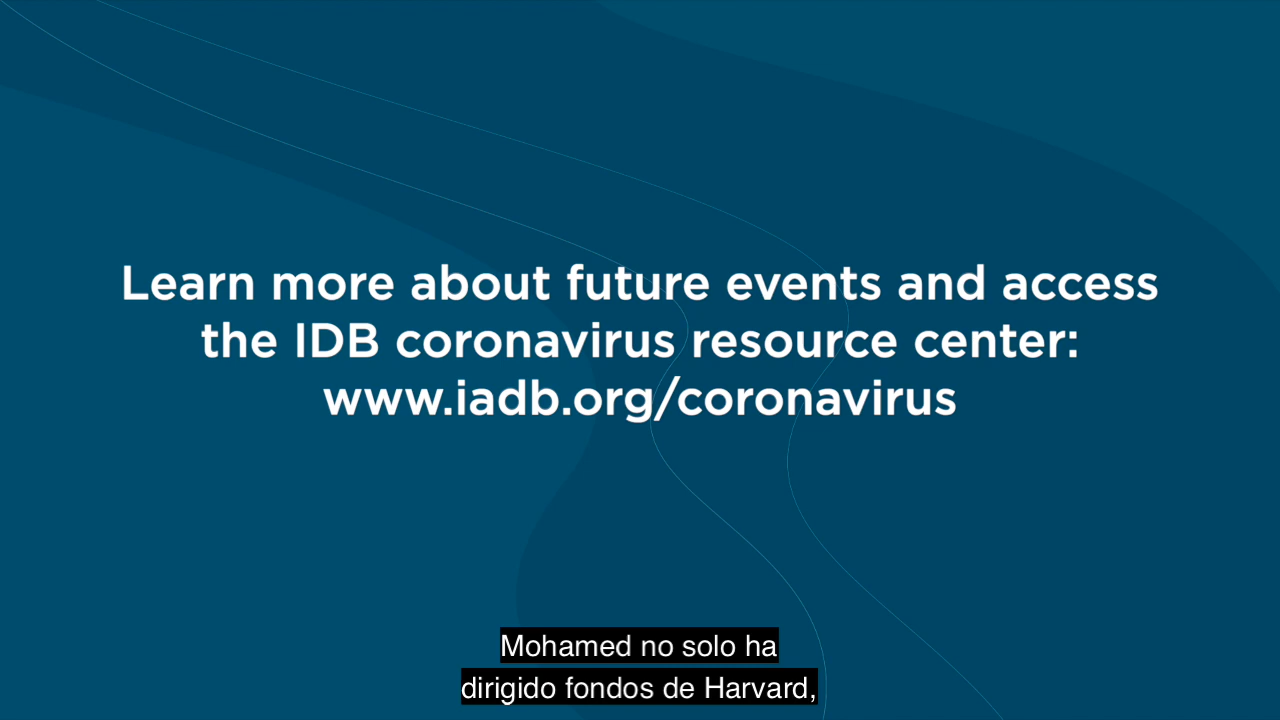 Learn more about future events and access
the IDB coronavirus resource center:
www.iadb.org/coronavirus
Mohamed no solo ha
dirigido fondos de Harvard,